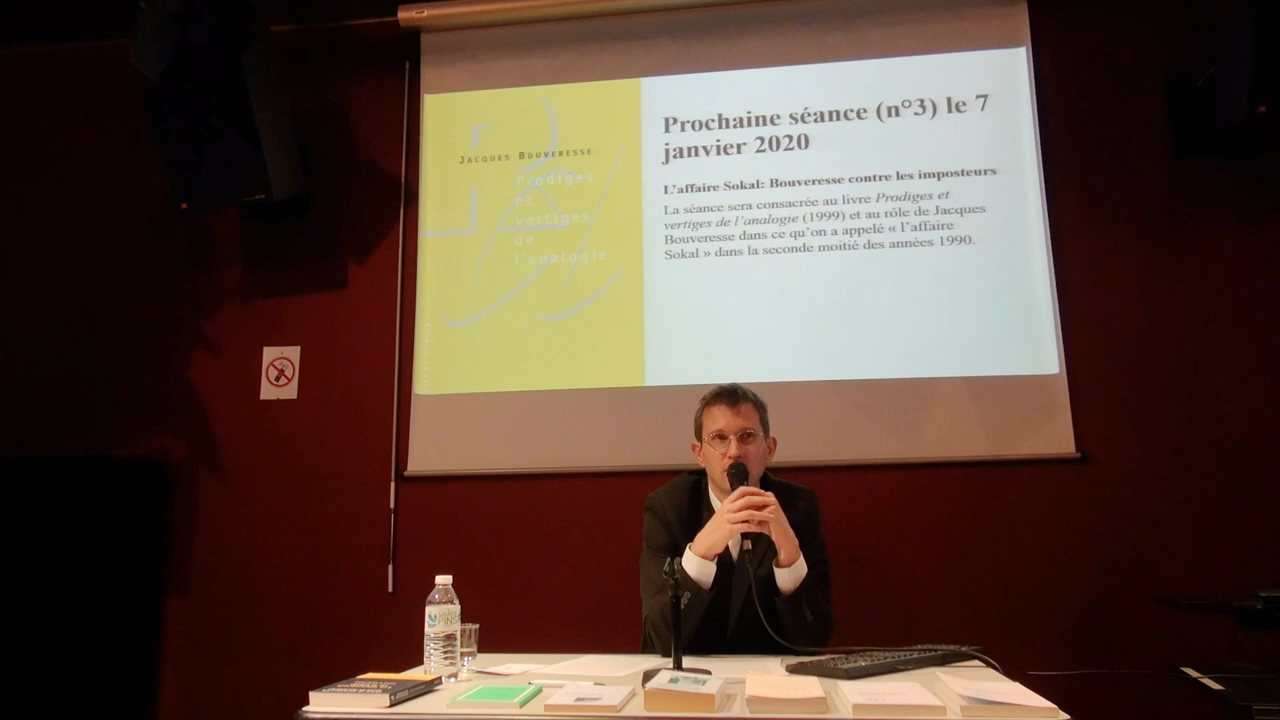 JACQUES BOUVERESSE
Prodiges
et
vertiges
de
l'analogie
Prochaine séance (n°3) le 7
janvier 2020
L'affaire Sokal: Bouveresse contre les imposteurs
La séance sera consacrée au livre Prodiges et
vertiges de l'analogie (1999) et au rôle de Jacques
Bouveresse dans ce qu'on a appelé « l'affaire
Sokal » dans la seconde moitié des années 1990.